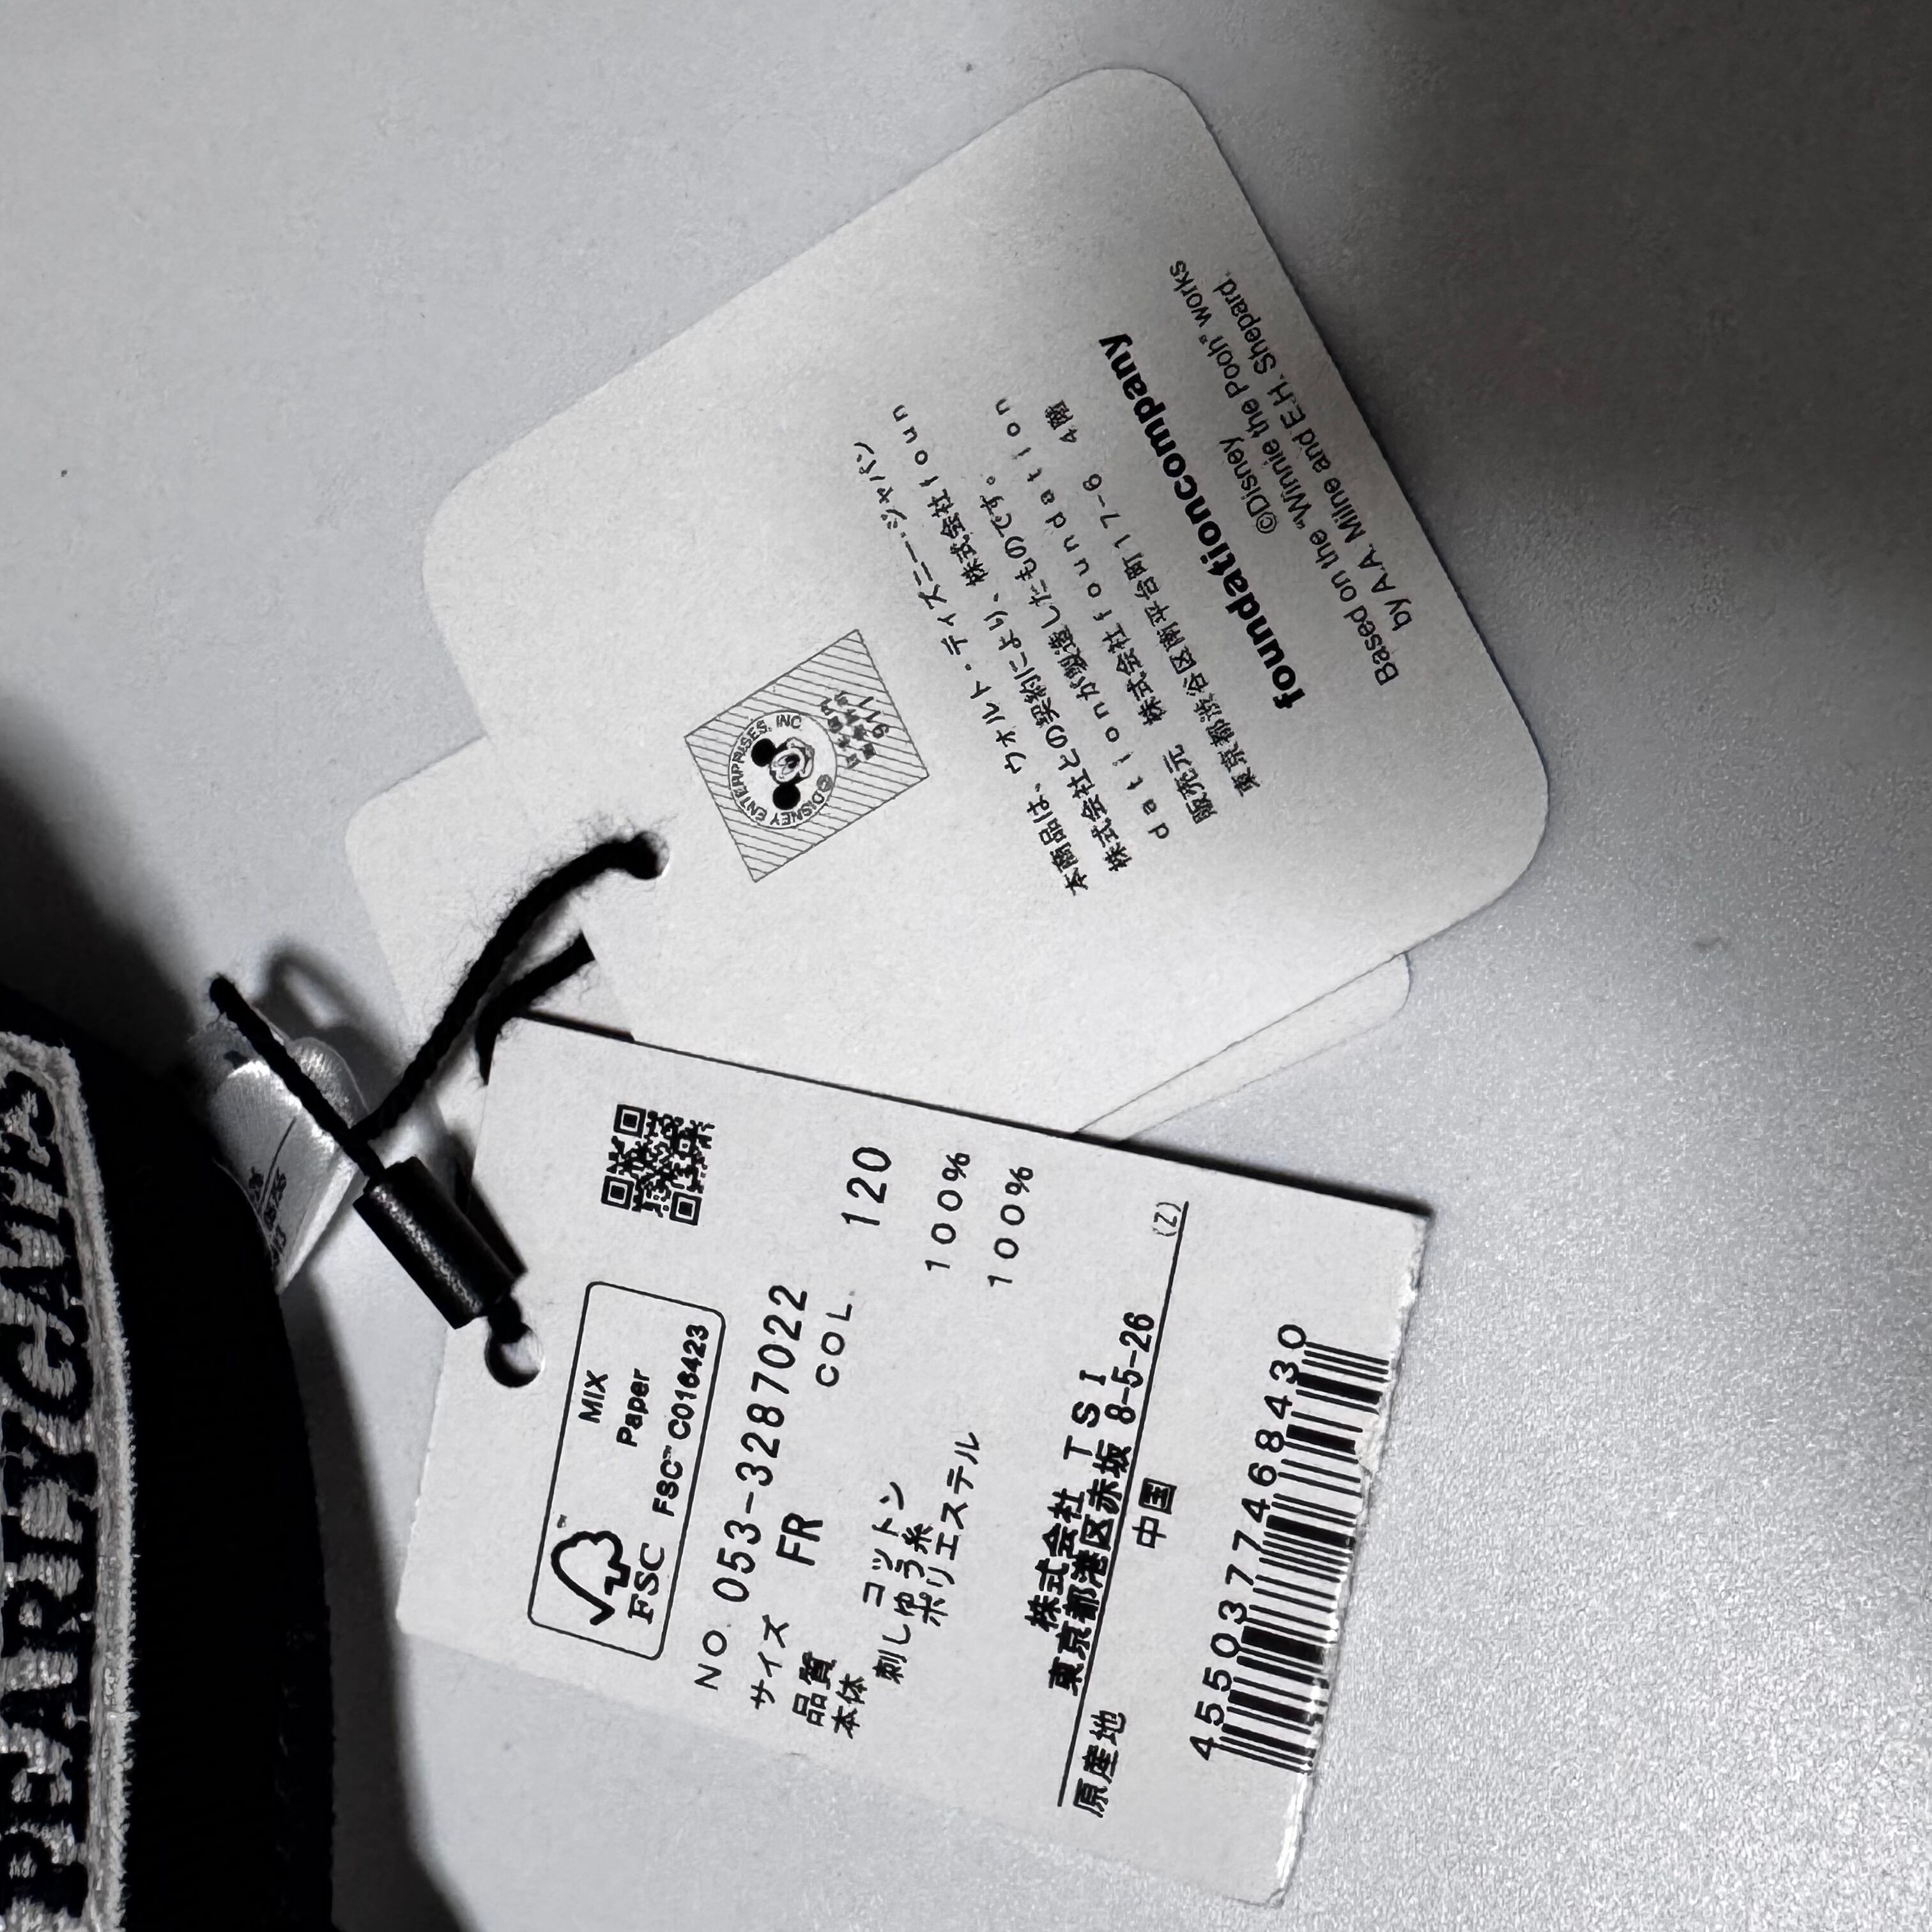 PEARLY GATES
DISNEY ENTERPRISES, INC
本商品は、ウォルト・ディズニー・ジャパン
株式会社との契約により、株式会社foun
dationが製造したものです。
販売元 株式会社foundation
東京都渋谷区南平台町17-6 4階
foundationcompany
©Disney
Based on the "Winnie the Pooh" works
by A.A. Milne and E.H. Shepard.
FSC™
FSC
MIX
Paper
FSC™ C016423
NO. 053-3287022
サイズ FR COL. 120
品質
本体 コットン 100%
刺しゅう糸
ポリエステル 100%
株式会社 TSI
東京都港区赤坂 8-5-26
(Z)
原産地 中国
4550377468430